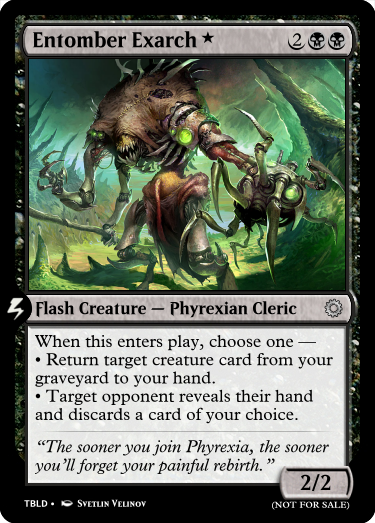 Entomber Exarch★ 2
Flash Creature — Phyrexian Cleric
When this enters play, choose one —
• Return target creature card from your
graveyard to your hand.
• Target opponent reveals their hand
and discards a card of your choice.
“The sooner you join Phyrexia, the sooner
you’ll forget your painful rebirth.”
2/2
TBLD • Svetlin Velinov
(NOT FOR SALE)